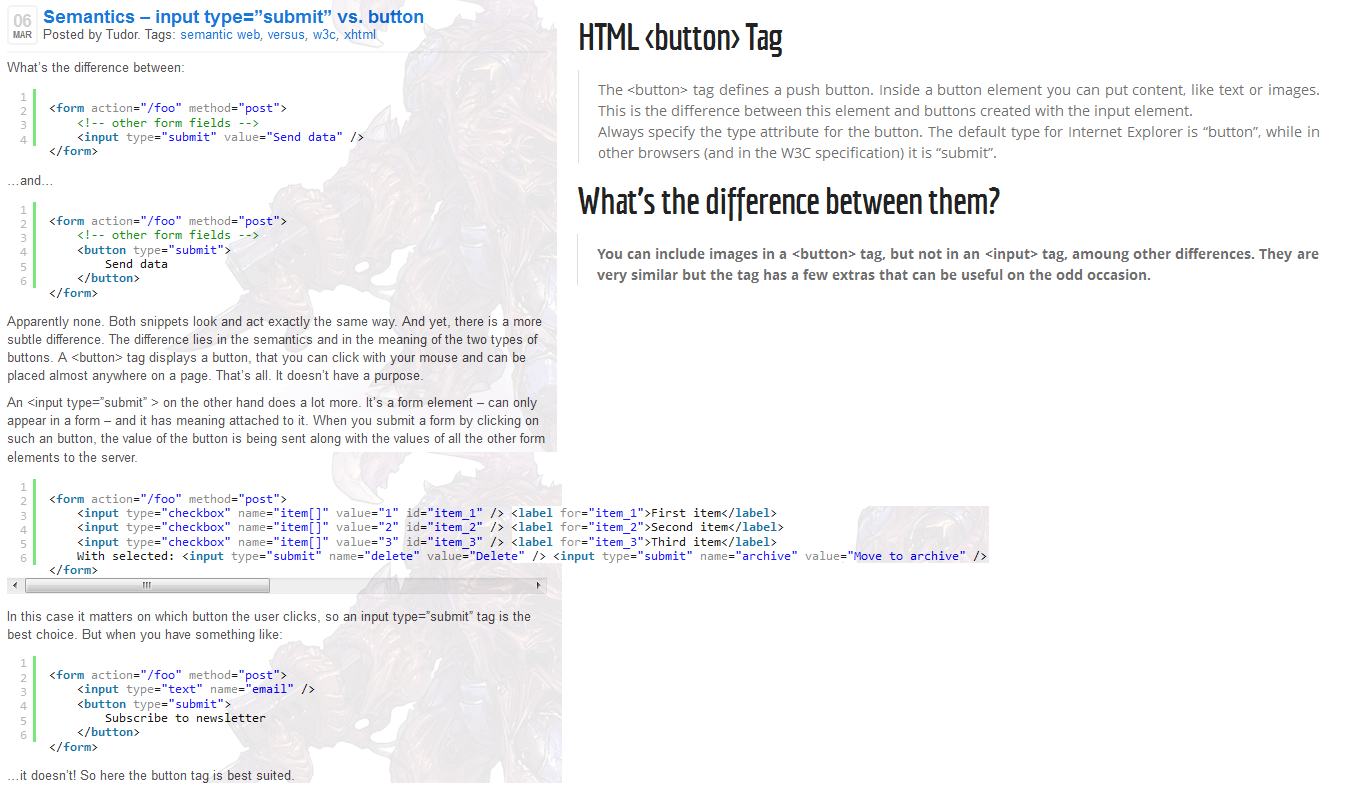 06
MAR
Semantics – input type=”submit” vs. button
Posted by Tudor. Tags: semantic web, versus, w3c, xhtml
What’s the difference between:
1
2
3
4
<form action="/foo" method="post">
<!-- other form fields -->
<input type="submit" value="Send data" />
</form>
…and…
1
2
3
4
5
6
<form action="/foo" method="post">
<!-- other form fields -->
<button type="submit">
Send data
</button>
</form>
Apparently none. Both snippets look and act exactly the same way. And yet, there is a more
subtle difference. The difference lies in the semantics and in the meaning of the two types of
buttons. A <button> tag displays a button, that you can click with your mouse and can be
placed almost anywhere on a page. That’s all. It doesn’t have a purpose.
An <input type=”submit” > on the other hand does a lot more. It’s a form element – can only
appear in a form – and it has meaning attached to it. When you submit a form by clicking on
such an button, the value of the button is being sent along with the values of all the other form
elements to the server.
1
2
3
4
5
6
<form action="/foo" method="post">
<input type="checkbox" name="item[]" value="1" id="item_1" /> <label for="item_1">First item</label>
<input type="checkbox" name="item[]" value="2" id="item_2" /> <label for="item_2">Second item</label>
<input type="checkbox" name="item[]" value="3" id="item_3" /> <label for="item_3">Third item</label>
With selected: <input type="submit" name="delete" value="Delete" /> <input type="submit" name="archive" value="Move to archive" />
</form>
In this case it matters on which button the user clicks, so an input type=”submit” tag is the
best choice. But when you have something like:
1
2
3
4
5
6
<form action="/foo" method="post">
<input type="text" name="email" />
<button type="submit">
Subscribe to newsletter
</button>
</form>
…it doesn’t! So here the button tag is best suited.
HTML <button> Tag
The <button> tag defines a push button. Inside a button element you can put content, like text or images.
This is the difference between this element and buttons created with the input element.
Always specify the type attribute for the button. The default type for Internet Explorer is “button”, while in
other browsers (and in the W3C specification) it is “submit”.
What’s the difference between them?
You can include images in a <button> tag, but not in an <input> tag, amoung other differences. They are
very similar but the tag has a few extras that can be useful on the odd occasion.